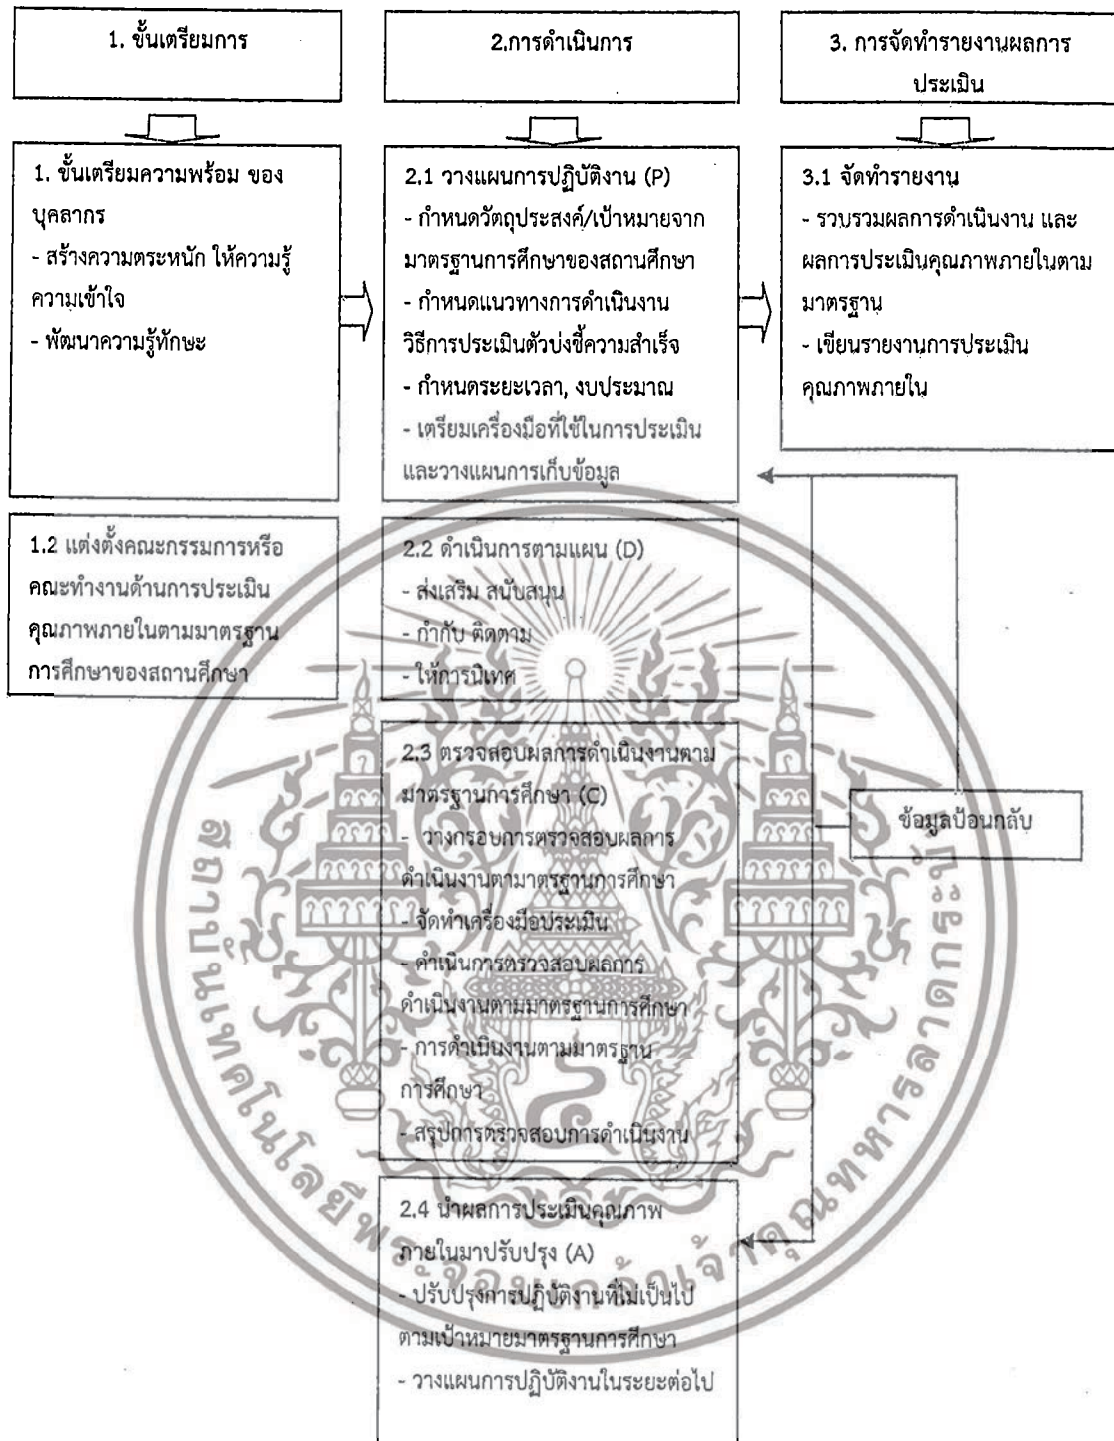 1. ขั้นเตรียมการ
2.การดำเนินการ
3. การจัดทำรายงานผลการ
ประเมิน
1. ขั้นเตรียมความพร้อม ของ
บุคลากร
- สร้างความตระหนัก ให้ความรู้
ความเข้าใจ
- พัฒนาความรู้ทักษะ
2.1 วางแผนการปฏิบัติงาน (P)
- กำหนดวัตถุประสงค์/เป้าหมายจาก
มาตรฐานการศึกษาของสถานศึกษา
- กำหนดแนวทางการดำเนินงาน
วิธีการประเมินตัวบ่งชี้ความสำเร็จ
- กำหนดระยะเวลา, งบประมาณ
- เตรียมเครื่องมือที่ใช้ในการประเมิน
และวางแผนการเก็บข้อมูล
3.1 จัดทำรายงาน
- รวบรวมผลการดำเนินงาน และ
ผลการประเมินคุณภาพภายในตาม
มาตรฐาน
- เขียนรายงานการประเมิน
คุณภาพภายใน
1.2 แต่งตั้งคณะกรรมการหรือ
คณะทำงานด้านการประเมิน
คุณภาพภายในตามมาตรฐาน
การศึกษาของสถานศึกษา
2.2 ดำเนินการตามแผน (D)
- ส่งเสริม สนับสนุน
- กำกับ ติดตาม
- ให้การนิเทศ
2.3 ตรวจสอบผลการดำเนินงานตาม
มาตรฐานการศึกษา (C)
- วางกรอบการตรวจสอบผลการ
ดำเนินงานตามาตรฐานการศึกษา
- จัดทำเครื่องมือประเมิน
- ดำเนินการตรวจสอบผลการ
ดำเนินงานตามมาตรฐานการศึกษา
- การดำเนินงานตามมาตรฐาน
การศึกษา
- สรุปการตรวจสอบการดำเนินงาน
ข้อมูลป้อนกลับ
2.4 นำผลการประเมินคุณภาพ
ภายในมาปรับปรุง (A)
- ปรับปรุงการปฏิบัติงานที่ไม่เป็นไป
ตามเป้าหมายมาตรฐานการศึกษา
- วางแผนการปฏิบัติงานในระยะต่อไป
สถาบันเทคโนโลยีพระจอมเกล้าเจ้าคุณทหารลาดกระบัง